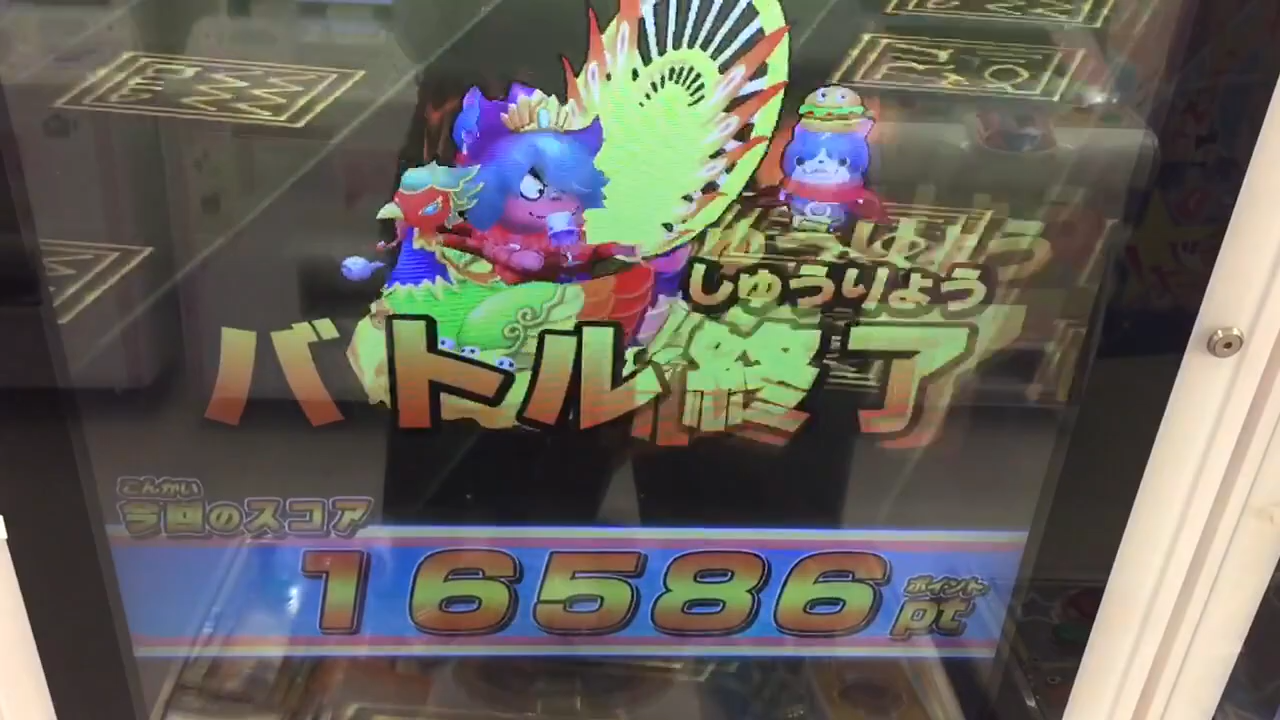 しゅうりょう
バトル終了
こんかい
今回のスコア
16586
ポイント
pt